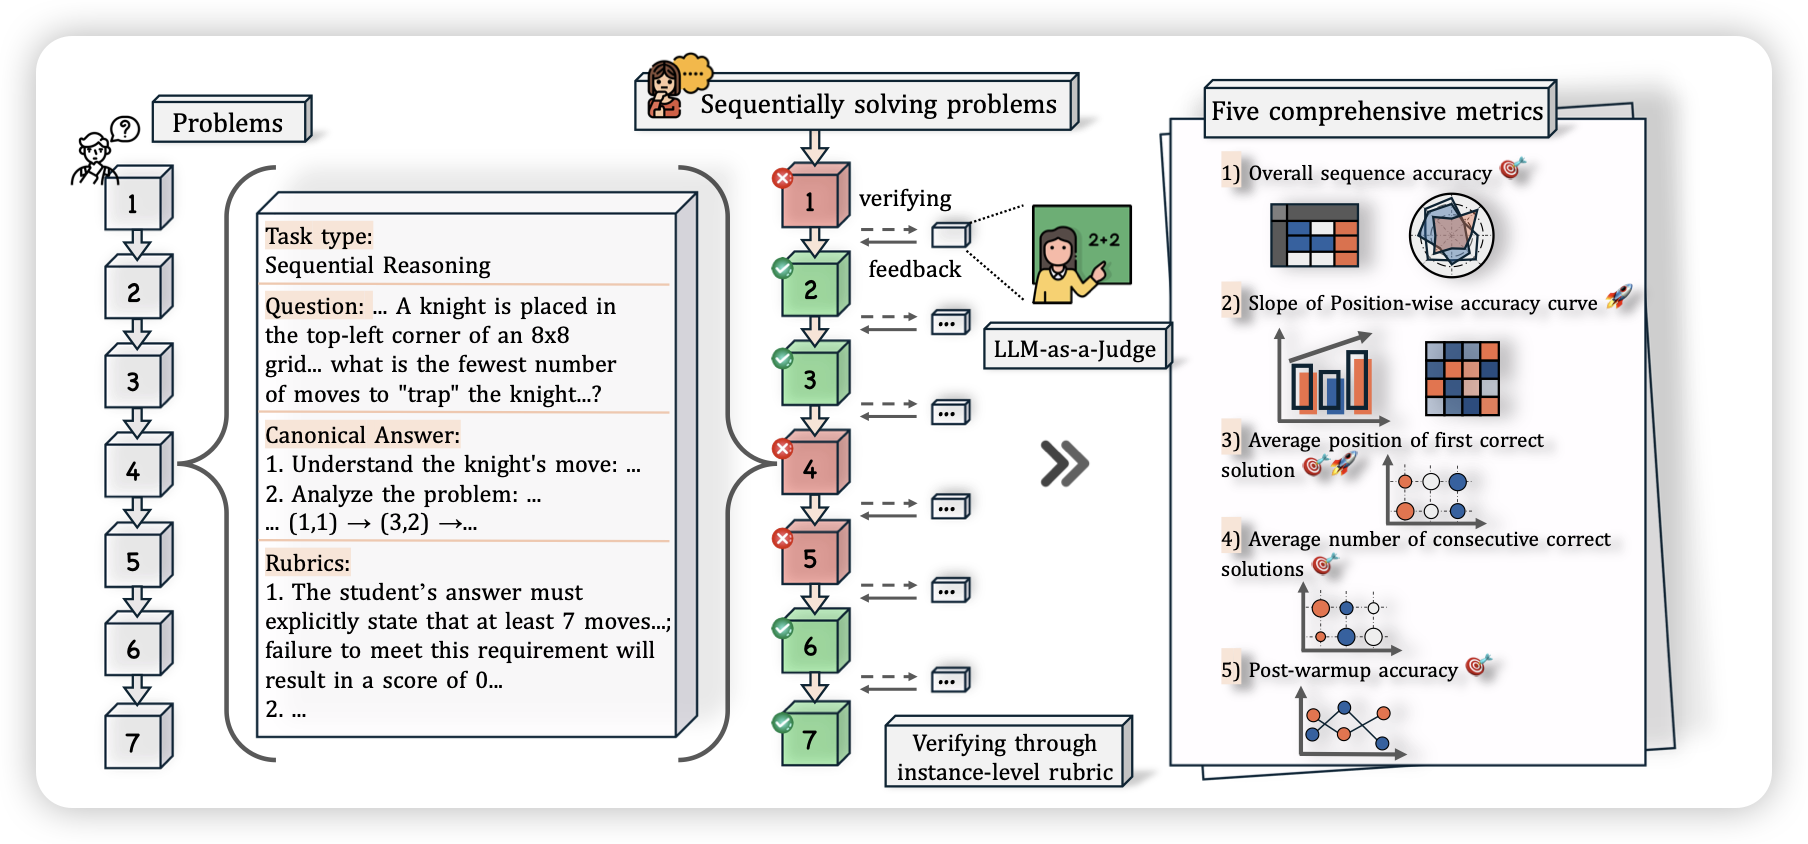 Problems
?
1
2
3
4
5
6
7
Task type:
Sequential Reasoning
Question: ... A knight is placed in
the top-left corner of an 8x8
grid... what is the fewest number
of moves to "trap" the knight...?
Canonical Answer:
1. Understand the knight's move: ...
2. Analyze the problem: ...
... (1,1) → (3,2) →...
Rubrics:
1. The student's answer must
explicitly state that at least 7 moves...;
failure to meet this requirement will
result in a score of 0...
2. ...
Sequentially solving problems
1
2
3
4
5
6
7
verifying
feedback
2+2
...
...
...
...
...
LLM-as-a-Judge
Verifying through
instance-level rubric
Five comprehensive metrics
1) Overall sequence accuracy
2) Slope of Position-wise accuracy curve
3) Average position of first correct
solution
4) Average number of consecutive correct
solutions
5) Post-warmup accuracy